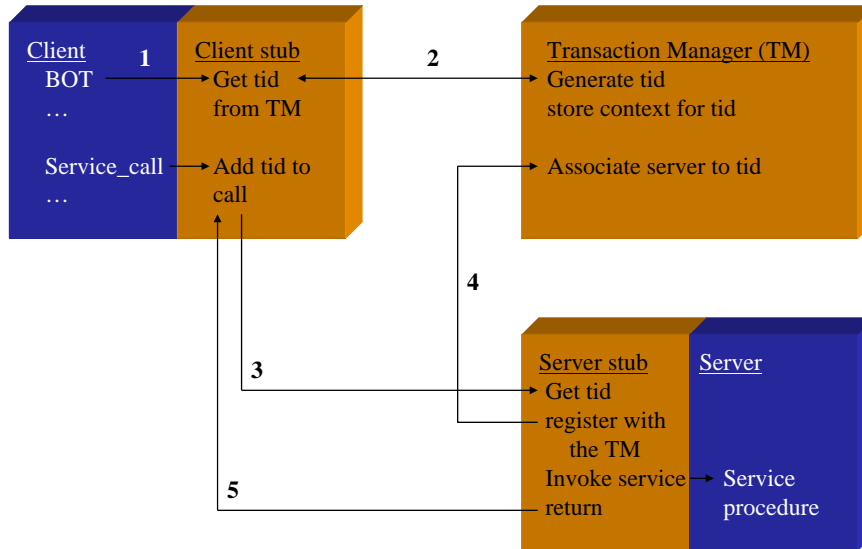 Client
BOT
…
Service_call
…
1
Client stub
Get tid
from TM
Add tid to
call
2
Transaction Manager (TM)
Generate tid
store context for tid
Associate server to tid
3
4
5
Server stub
Get tid
register with
the TM
Invoke service
return
Server
Service
procedure